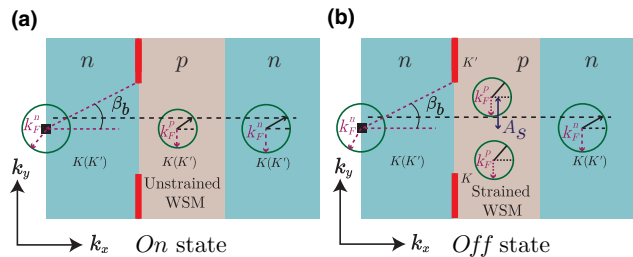 (a)
n
p
n
β_b
k_F^n
k_F^p
k_F^n
K(K')
K(K')
K(K')
Unstrained
WSM
k_y
k_x
On state
(b)
n
p
n
K'
β_b
k_F^n
k_F^p
A_S
k_F^n
K(K')
k_F^p
K(K')
K
Strained
WSM
k_y
k_x
Off state